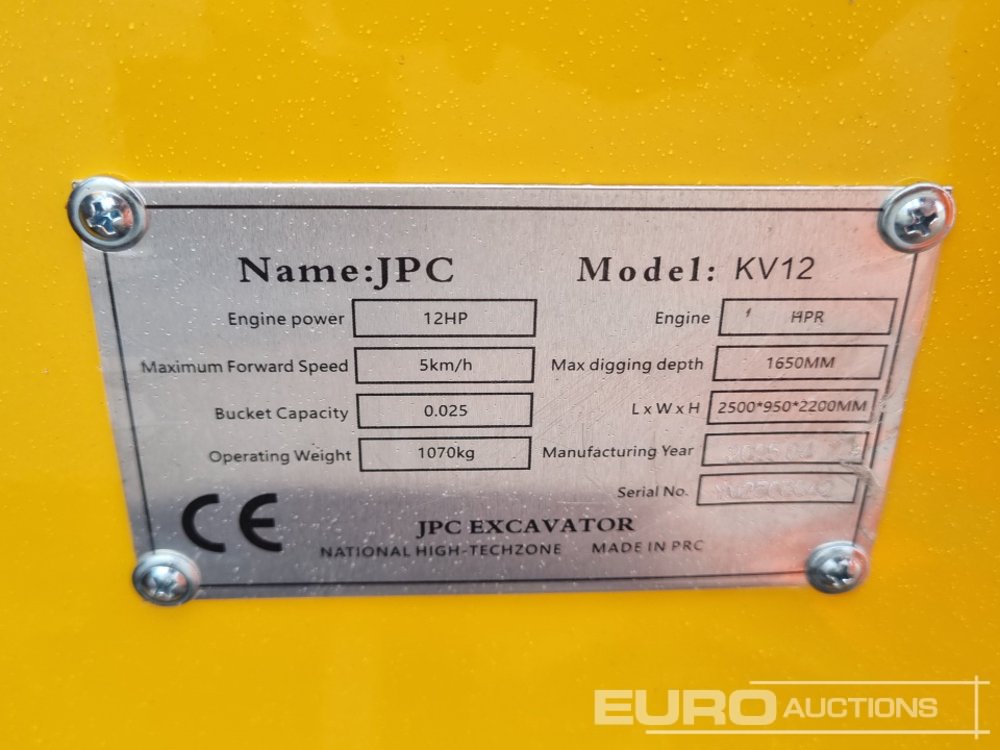 Name:JPC Model: KV12
Engine power 12HP Engine HPR
Maximum Forward Speed 5km/h Max digging depth 1650MM
Bucket Capacity 0.025 L x W x H 2500*950*2200MM
Operating Weight 1070kg Manufacturing Year
Serial No.
CE
JPC EXCAVATOR
NATIONAL HIGH-TECHZONE MADE IN PRC
EURO AUCTIONS